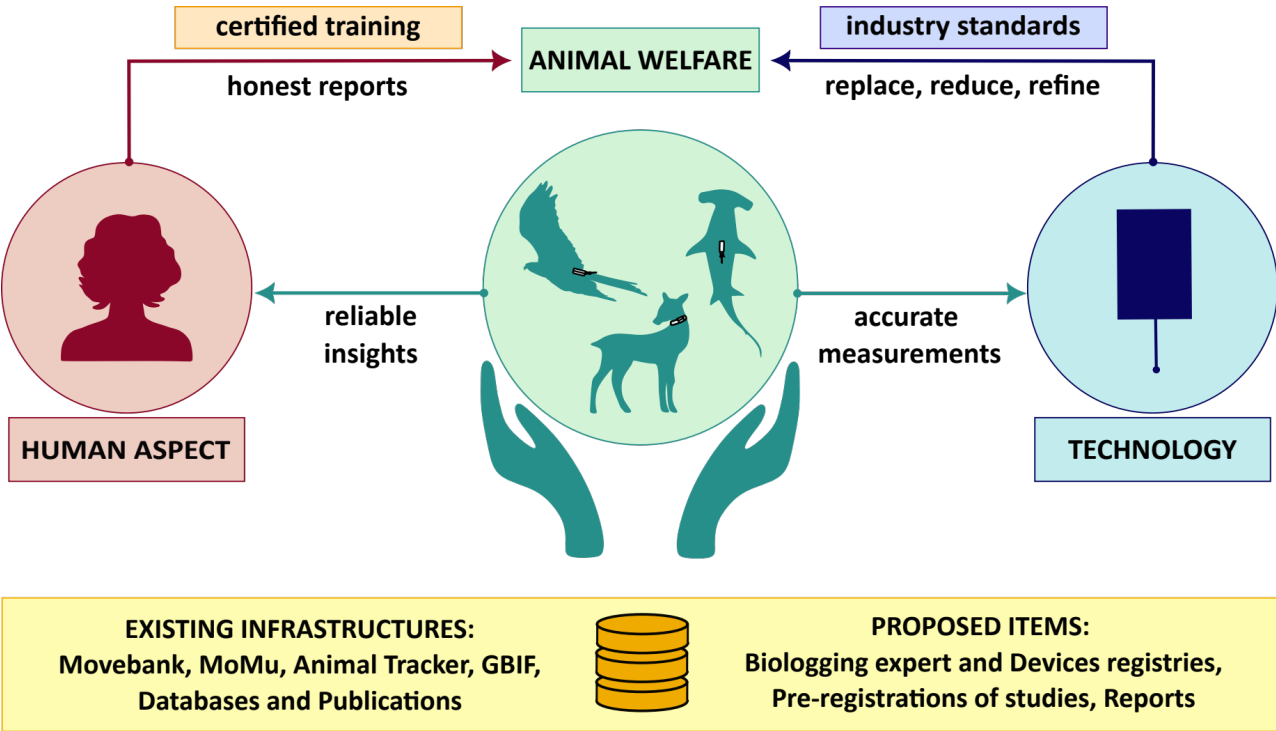 certified training
honest reports
ANIMAL WELFARE
industry standards
replace, reduce, refine
reliable
insights
accurate
measurements
HUMAN ASPECT
TECHNOLOGY
EXISTING INFRASTRUCTURES:
Movebank, MoMu, Animal Tracker, GBIF,
Databases and Publications
PROPOSED ITEMS:
Biologging expert and Devices registries,
Pre-registrations of studies, Reports